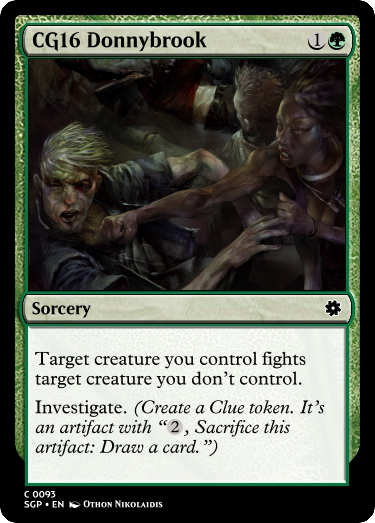 CG16 Donnybrook 1
Sorcery
Target creature you control fights
target creature you don't control.
Investigate. (Create a Clue token. It's
an artifact with “2, Sacrifice this
artifact: Draw a card.”)
C 0093
SGP • EN Othon Nikolaidis